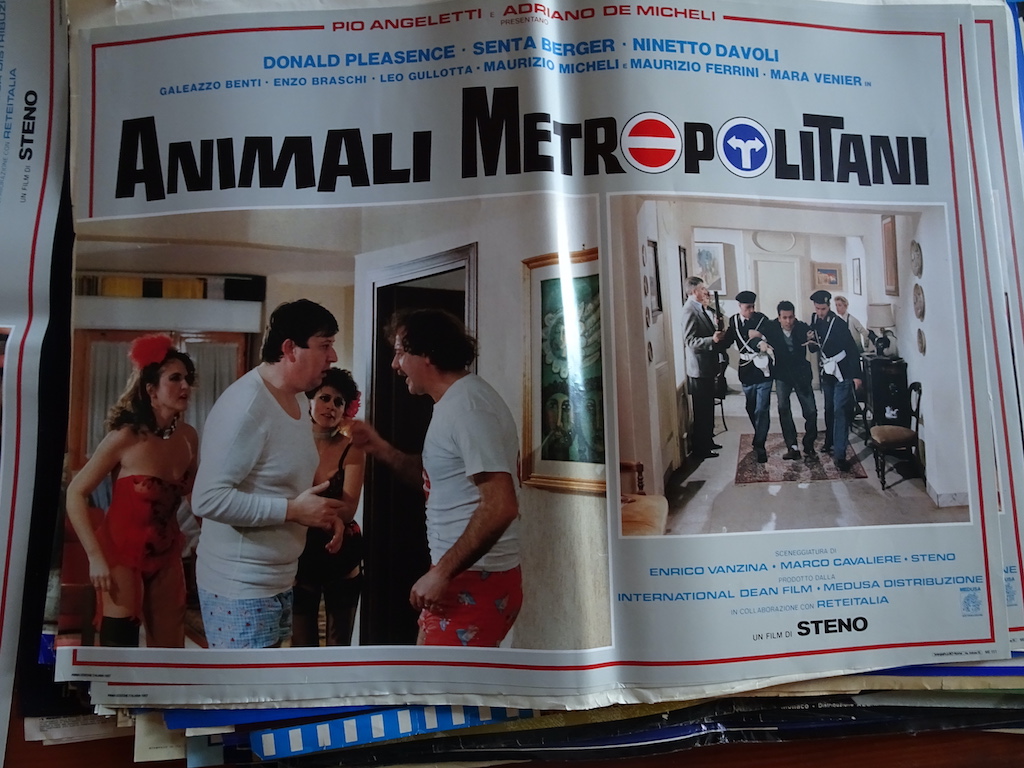 PIO ANGELETTI E ADRIANO DE MICHELI
PRESENTANO
DONALD PLEASENCE · SENTA BERGER · NINETTO DAVOLI
GALEAZZO BENTI · ENZO BRASCHI · LEO GULLOTTA · MAURIZIO MICHELI E MAURIZIO FERRINI · MARA VENIER IN
ANIMALI METROPOLITANI
SCENEGGIATURA DI
ENRICO VANZINA · MARCO CAVALIERE · STENO
PRODOTTO DALLA
INTERNATIONAL DEAN FILM · MEDUSA DISTRIBUZIONE
IN COLLABORAZIONE CON RETEITALIA
MEDUSA
UN FILM DI STENO
RETEITALIA
UN FILM DI STENO